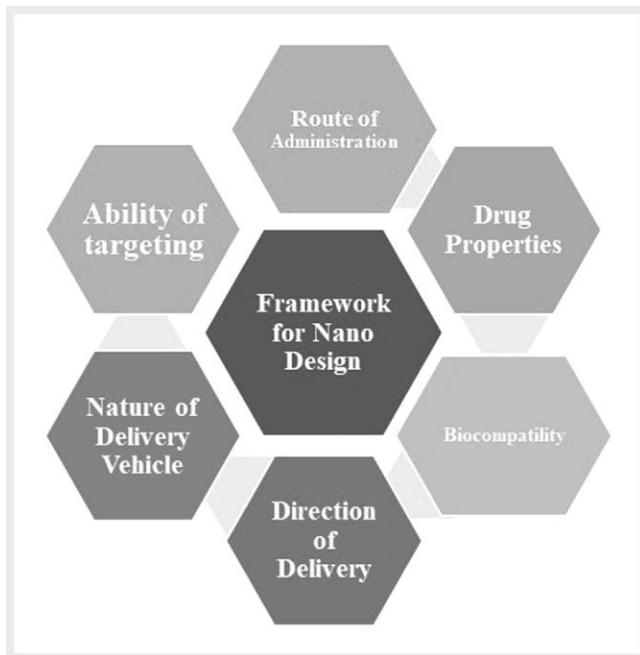 Route of
Administration
Drug
Properties
Biocompatility
Direction
of
Delivery
Nature of
Delivery
Vehicle
Ability of
targeting
Framework
for Nano
Design